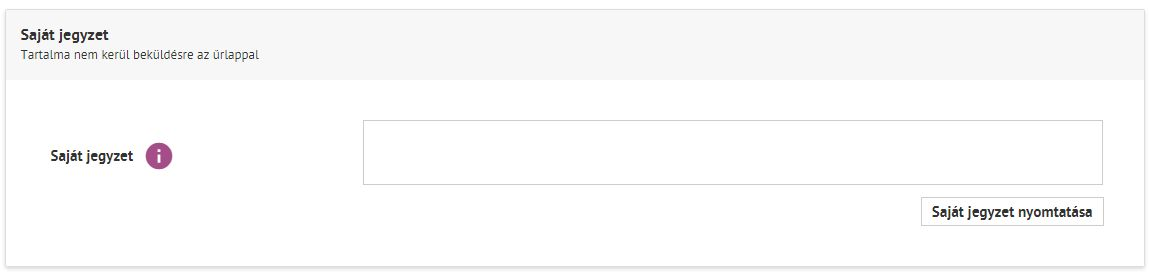 Saját jegyzet
Tartalma nem kerül beküldésre az űrlappal
Saját jegyzet
Saját jegyzet nyomtatása